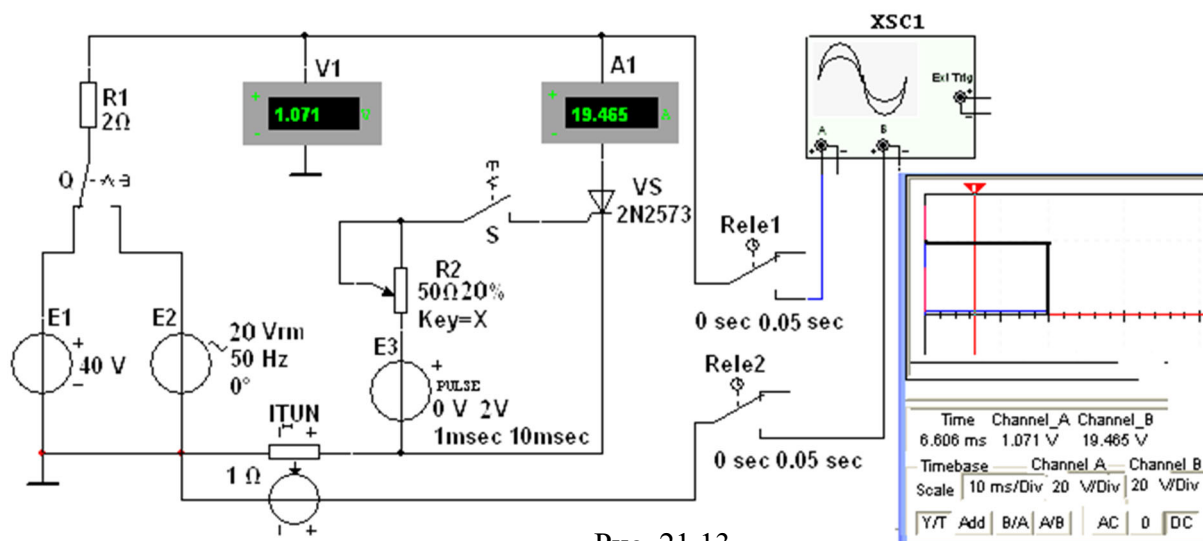 XSC1
Ext Trig
A B
V1
1.071 V
A1
19.465 A
R1
2Ω
Q
S
VS
2N2573
R2
50Ω20%
Key=X
Rele1
0 sec 0.05 sec
E1
40 V
E2
20 Vrm
50 Hz
0°
E3
PULSE
0 V 2V
1msec 10msec
ITUN
1 Ω
Rele2
0 sec 0.05 sec
Time Channel_A Channel_B
6.606 ms 1.071 V 19.465 V
Timebase Channel A Channel B
Scale 10 ms/Div 20 V/Div 20 V/Div
Y/T Add B/A A/B AC 0 DC